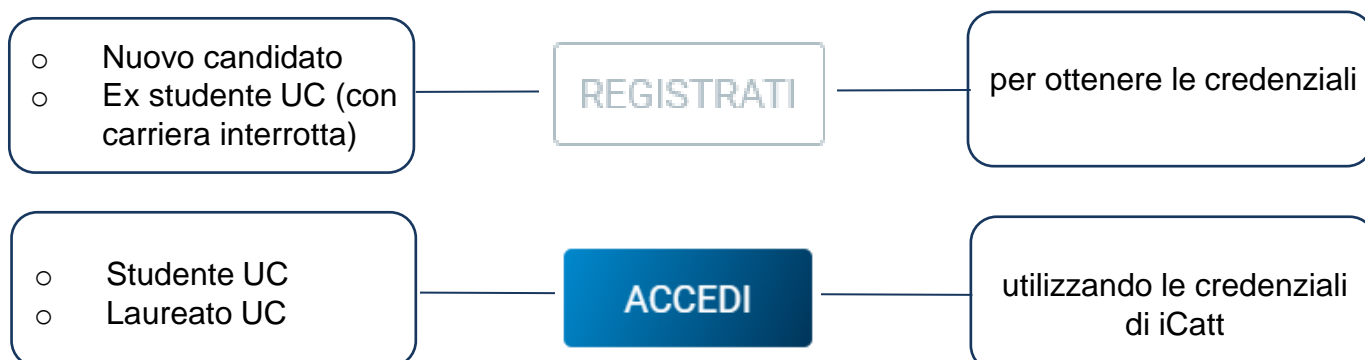 o Nuovo candidato
o Ex studente UC (con
carriera interrotta)
REGISTRATI
per ottenere le credenziali
o Studente UC
o Laureato UC
ACCEDI
utilizzando le credenziali
di iCatt